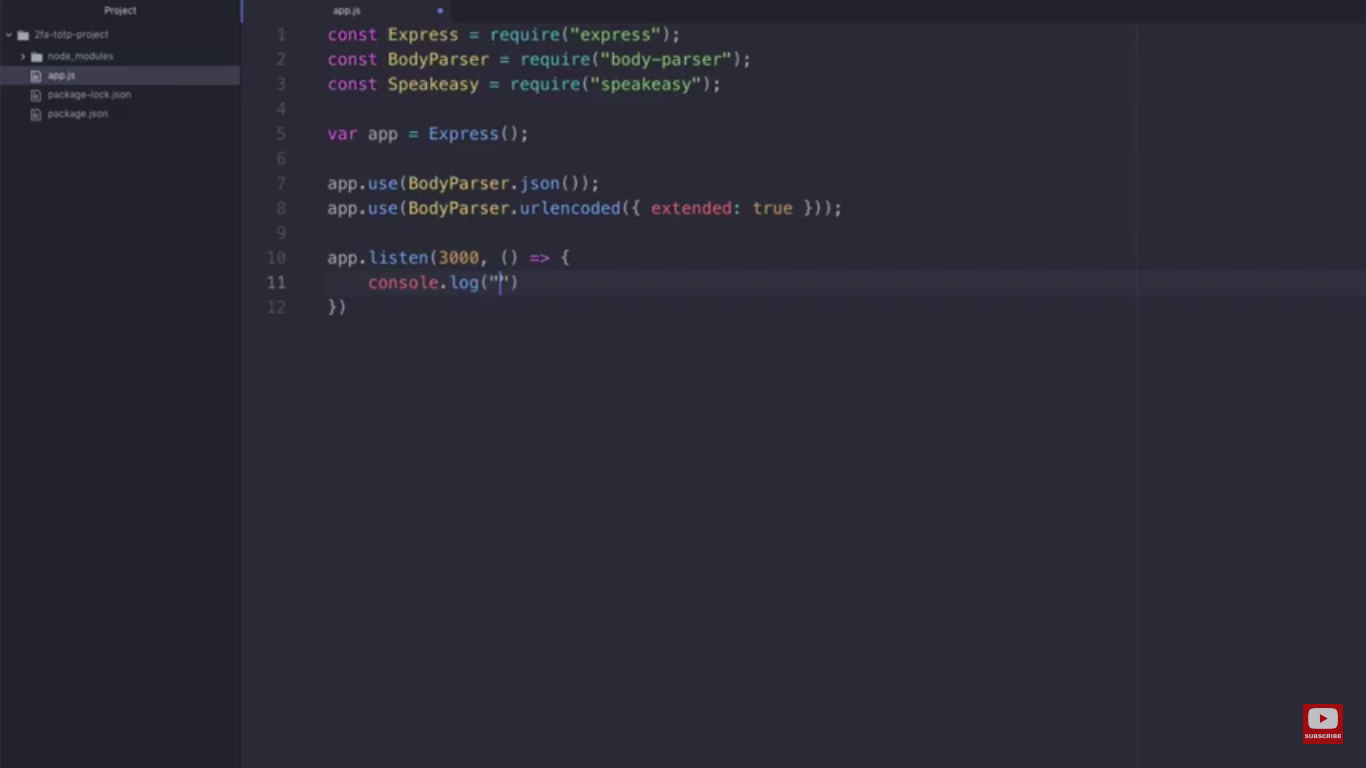 Project
2fa-totp-project
node_modules
app.js
package-lock.json
package.json
app.js
1 const Express = require("express");
2 const BodyParser = require("body-parser");
3 const Speakeasy = require("speakeasy");
4
5 var app = Express();
6
7 app.use(BodyParser.json());
8 app.use(BodyParser.urlencoded({ extended: true }));
9
10 app.listen(3000, () => {
11     console.log("")
12 })
SUBSCRIBE